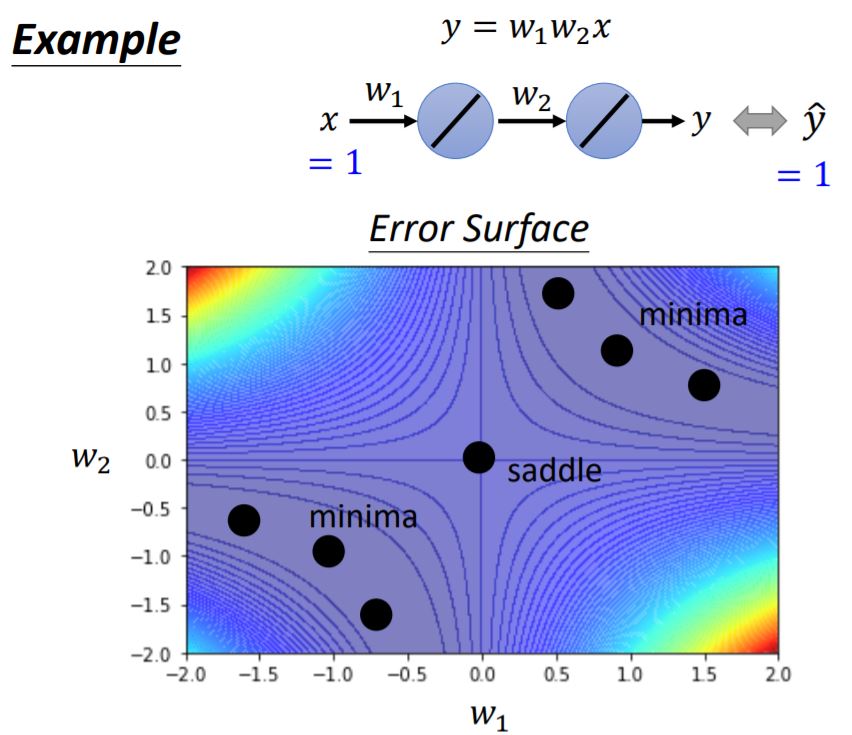 Example
y = w₁w₂x
w₁
w₂
x
y
ŷ
= 1
= 1
Error Surface
2.0
1.5
1.0
0.5
0.0
−0.5
−1.0
−1.5
−2.0
w₂
minima
saddle
minima
−2.0 −1.5 −1.0 −0.5 0.0 0.5 1.0 1.5 2.0
w₁